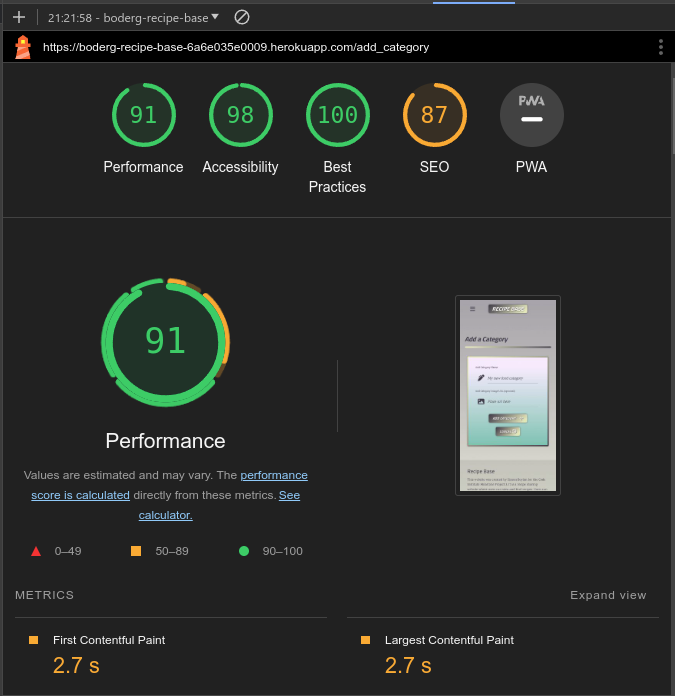 21:21:58 - boderg-recipe-base
https://boderg-recipe-base-6a6e035e0009.herokuapp.com/add_category
91
98
100
87
PWA
Performance
Accessibility
Best
Practices
SEO
PWA
91
RECIPE BASE
Add a Category
Performance
Values are estimated and may vary. The performance
score is calculated directly from these metrics. See
calculator.
Recipe Base
0–49
50–89
90–100
METRICS
Expand view
First Contentful Paint
2.7 s
Largest Contentful Paint
2.7 s